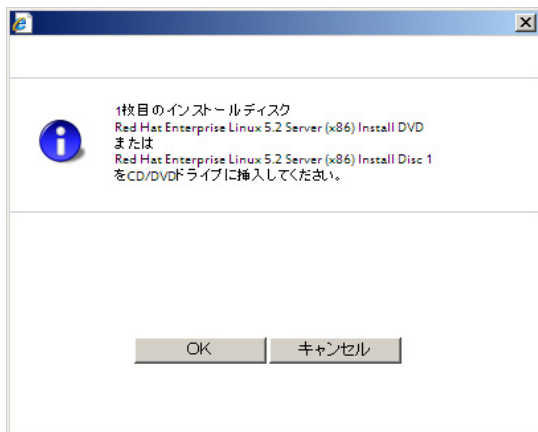 1枚目のインストールディスク
Red Hat Enterprise Linux 5.2 Server (x86) Install DVD
または
Red Hat Enterprise Linux 5.2 Server (x86) Install Disc 1
をCD/DVDドライブに挿入してください。
OK
キャンセル